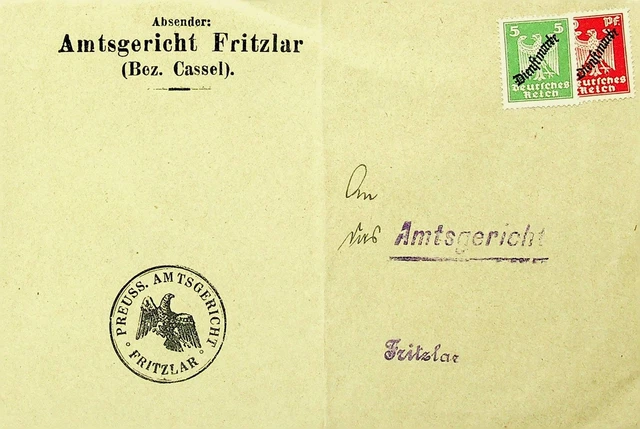 Absender:
Amtsgericht Fritzlar
(Bez. Cassel).
5 5
Dienstmarke
Deutsches
Reich
Pf.
Dienstmarke
Deutsches
Reich
An
das Amtsgericht
Fritzlar
PREUSS. AMTSGERICHT
FRITZLAR